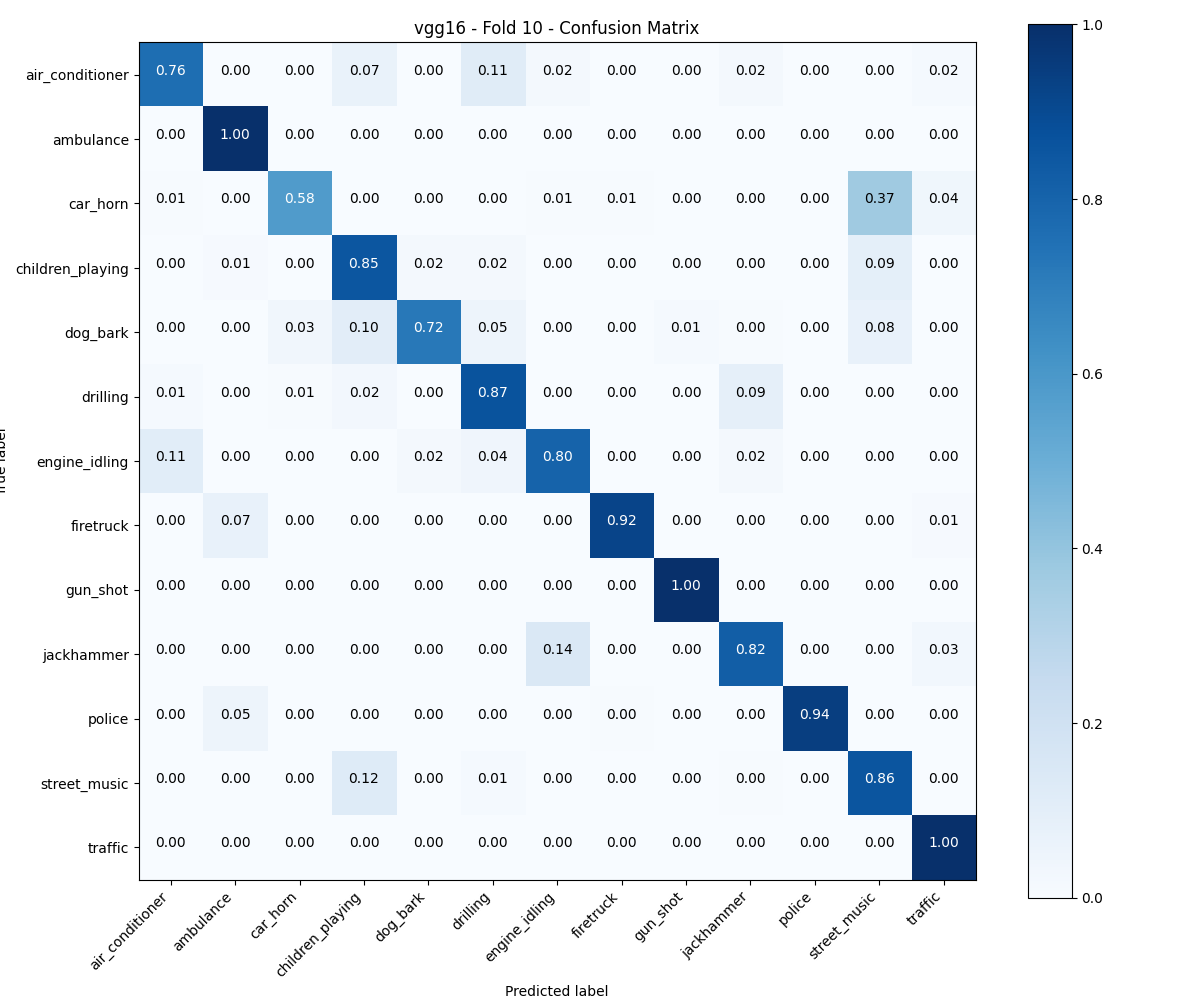 vgg16 - Fold 10 - Confusion Matrix
air_conditioner 0.76 0.00 0.00 0.07 0.00 0.11 0.02 0.00 0.00 0.02 0.00 0.00 0.02
ambulance 0.00 1.00 0.00 0.00 0.00 0.00 0.00 0.00 0.00 0.00 0.00 0.00 0.00
car_horn 0.01 0.00 0.58 0.00 0.00 0.00 0.01 0.01 0.00 0.00 0.00 0.37 0.04
children_playing 0.00 0.01 0.00 0.85 0.02 0.02 0.00 0.00 0.00 0.00 0.00 0.09 0.00
dog_bark 0.00 0.00 0.03 0.10 0.72 0.05 0.00 0.00 0.01 0.00 0.00 0.08 0.00
drilling 0.01 0.00 0.01 0.02 0.00 0.87 0.00 0.00 0.00 0.09 0.00 0.00 0.00
engine_idling 0.11 0.00 0.00 0.00 0.02 0.04 0.80 0.00 0.00 0.02 0.00 0.00 0.00
firetruck 0.00 0.07 0.00 0.00 0.00 0.00 0.00 0.92 0.00 0.00 0.00 0.00 0.01
gun_shot 0.00 0.00 0.00 0.00 0.00 0.00 0.00 0.00 1.00 0.00 0.00 0.00 0.00
jackhammer 0.00 0.00 0.00 0.00 0.00 0.00 0.14 0.00 0.00 0.82 0.00 0.00 0.03
police 0.00 0.05 0.00 0.00 0.00 0.00 0.00 0.00 0.00 0.00 0.94 0.00 0.00
street_music 0.00 0.00 0.00 0.12 0.00 0.01 0.00 0.00 0.00 0.00 0.00 0.86 0.00
traffic 0.00 0.00 0.00 0.00 0.00 0.00 0.00 0.00 0.00 0.00 0.00 0.00 1.00
air_conditioner ambulance car_horn children_playing dog_bark drilling engine_idling firetruck gun_shot jackhammer police street_music traffic
Predicted label
label
1.0
0.8
0.6
0.4
0.2
0.0